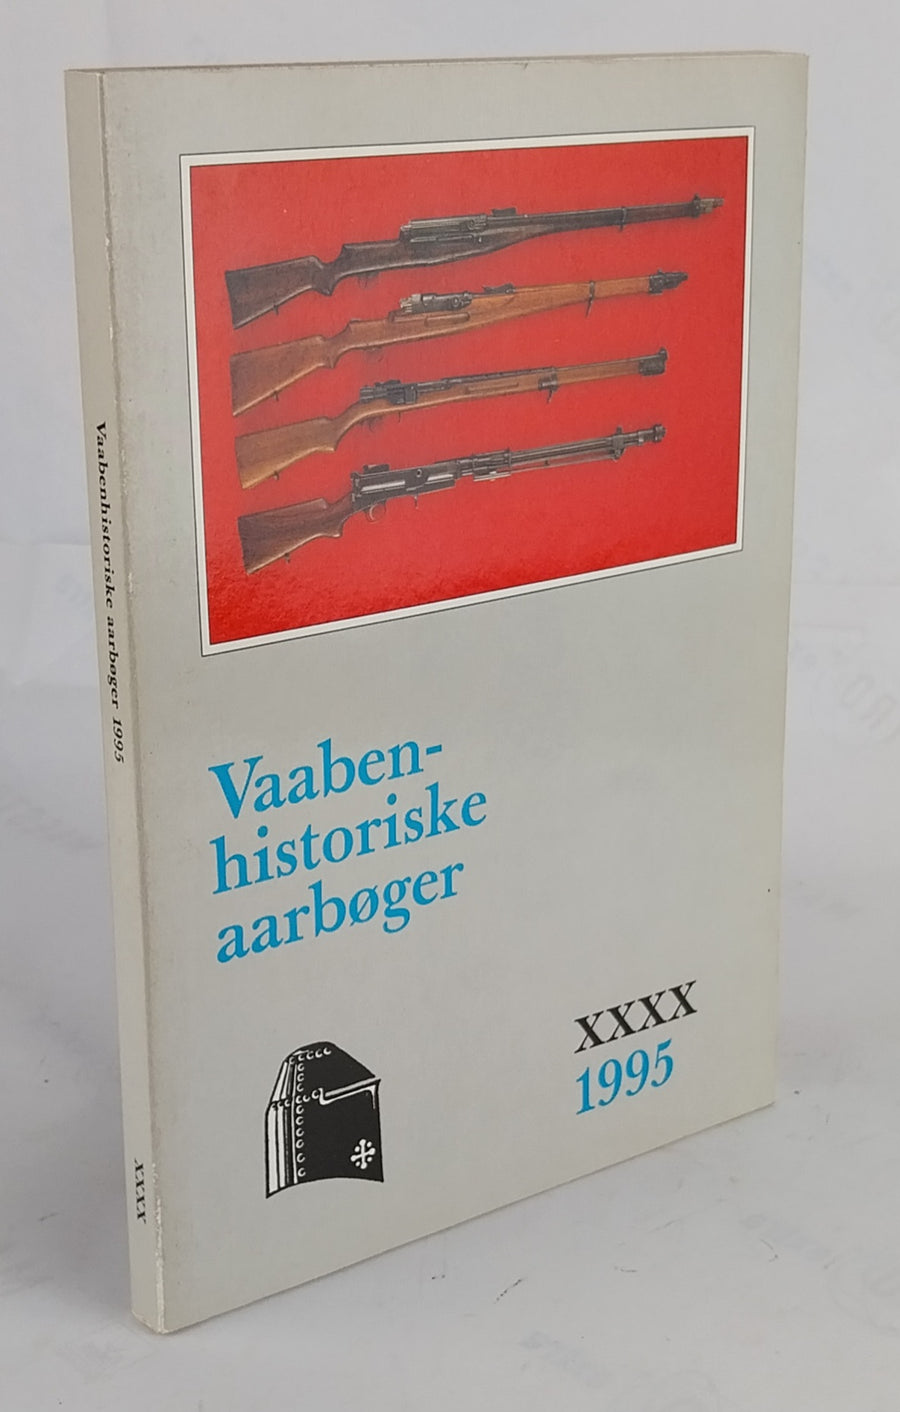 Vaabenhistoriske aarbøger 1995
XXXX
Vaaben-
historiske
aarbøger
XXXX
1995